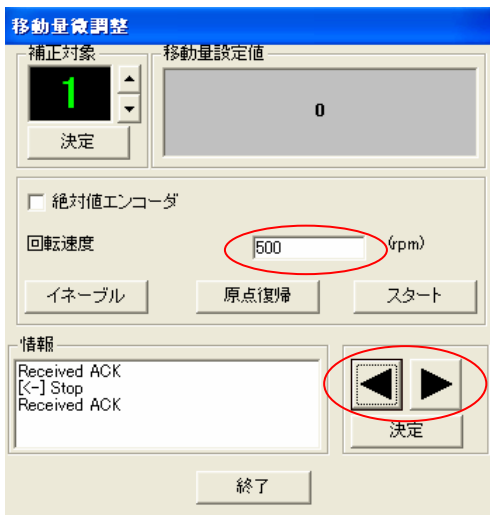 移動量微調整
補正対象
移動量設定値
1
0
決定
絶対値エンコーダ
回転速度
500
(rpm)
イネーブル
原点復帰
スタート
情報
Received ACK
[<-] Stop
Received ACK
決定
終了